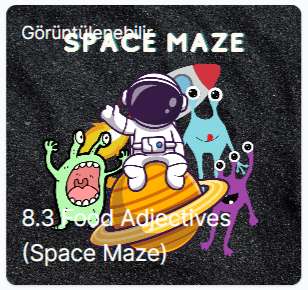 Görüntülenebilir
SPACE MAZE
8.3 Food Adjectives
(Space Maze)